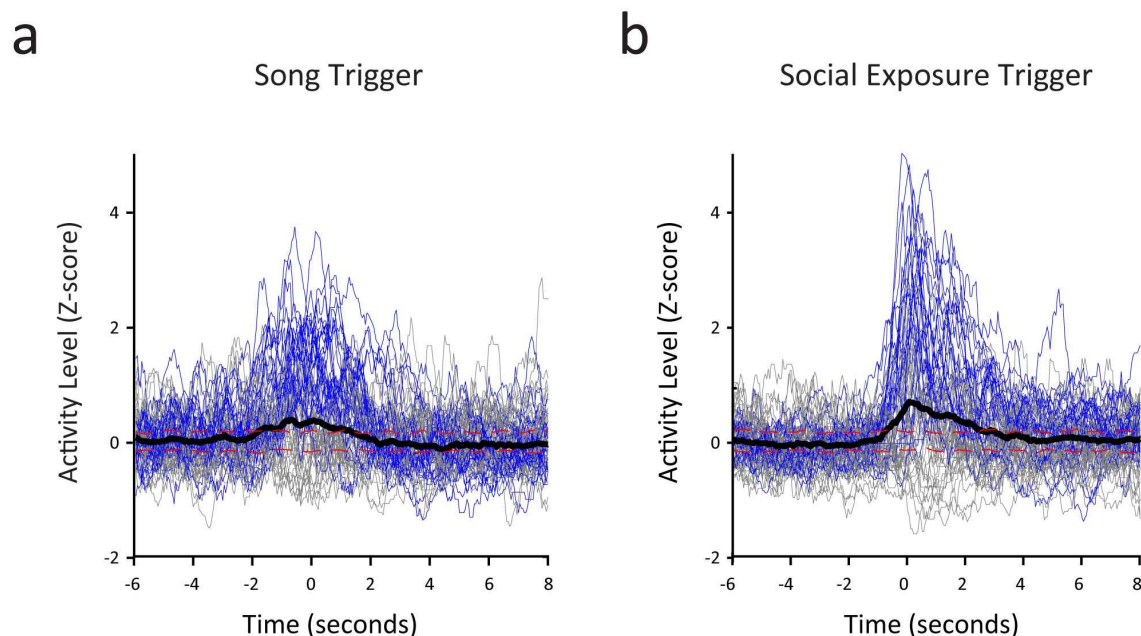 a
Song Trigger
Activity Level (Z-score)
4
2
0
-2
-6 -4 -2 0 2 4 6 8
Time (seconds)
b
Social Exposure Trigger
Activity Level (Z-score)
4
2
0
-2
-6 -4 -2 0 2 4 6 8
Time (seconds)